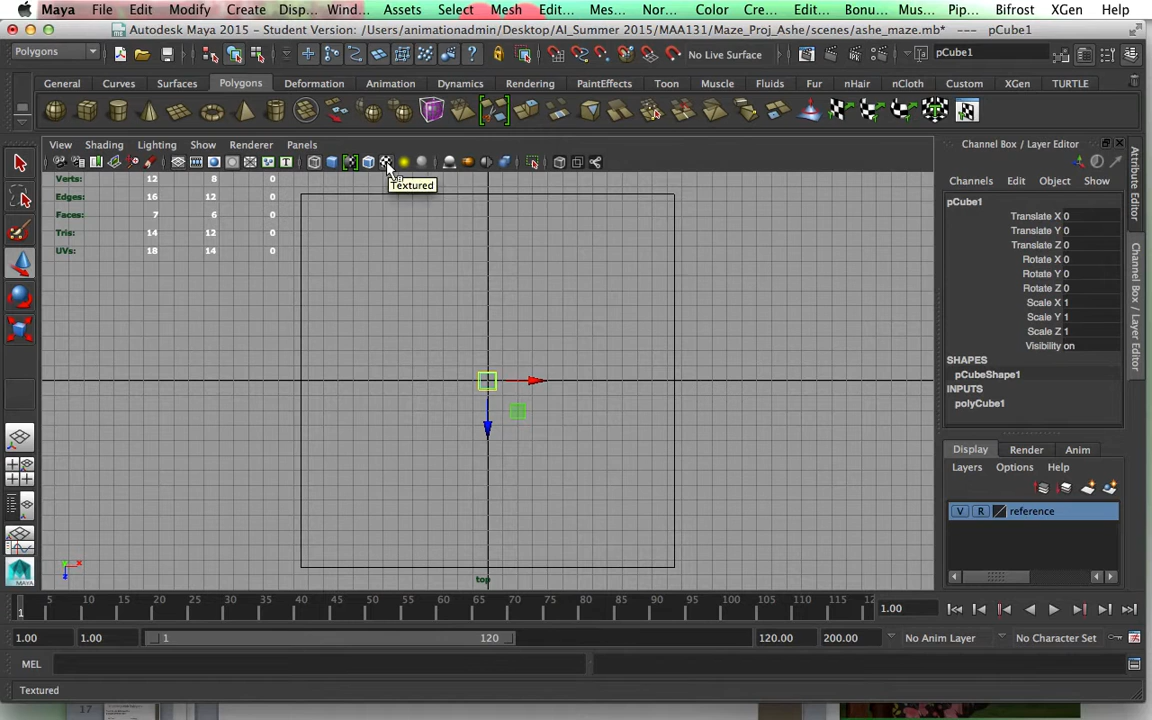 Maya File Edit Modify Create Disp... Wind... Assets Select Mesh Edit... Mes... Nor... Color Cre... Edit... Bonu... Mus... Pip... Bifrost XGen Help
Autodesk Maya 2015 - Student Version: /Users/animationadmin/Desktop/AI_Summer 2015/MAA131/Maze_Proj_Ashe/scenes/ashe_maze.mb* --- pCube1
Polygons
No Live Surface
pCube1
General Curves Surfaces Polygons Deformation Animation Dynamics Rendering PaintEffects Toon Muscle Fluids Fur nHair nCloth Custom XGen TURTLE
View Shading Lighting Show Renderer Panels
Textured
Verts: 12 8 0
Edges: 16 12 0
Faces: 7 6 0
Tris: 14 12 0
UVs: 18 14 0
top
Channel Box / Layer Editor
Channels Edit Object Show
pCube1
Translate X 0
Translate Y 0
Translate Z 0
Rotate X 0
Rotate Y 0
Rotate Z 0
Scale X 1
Scale Y 1
Scale Z 1
Visibility on
SHAPES
pCubeShape1
INPUTS
polyCube1
Display Render Anim
Layers Options Help
V R reference
Attribute Editor
Channel Box / Layer Editor
1 5 10 15 20 25 30 35 40 45 50 55 60 65 70 75 80 85 90 95 100 105 110 115 12
1.00
1.00 1.00 1 120 120.00 200.00 No Anim Layer No Character Set
MEL
Textured
17